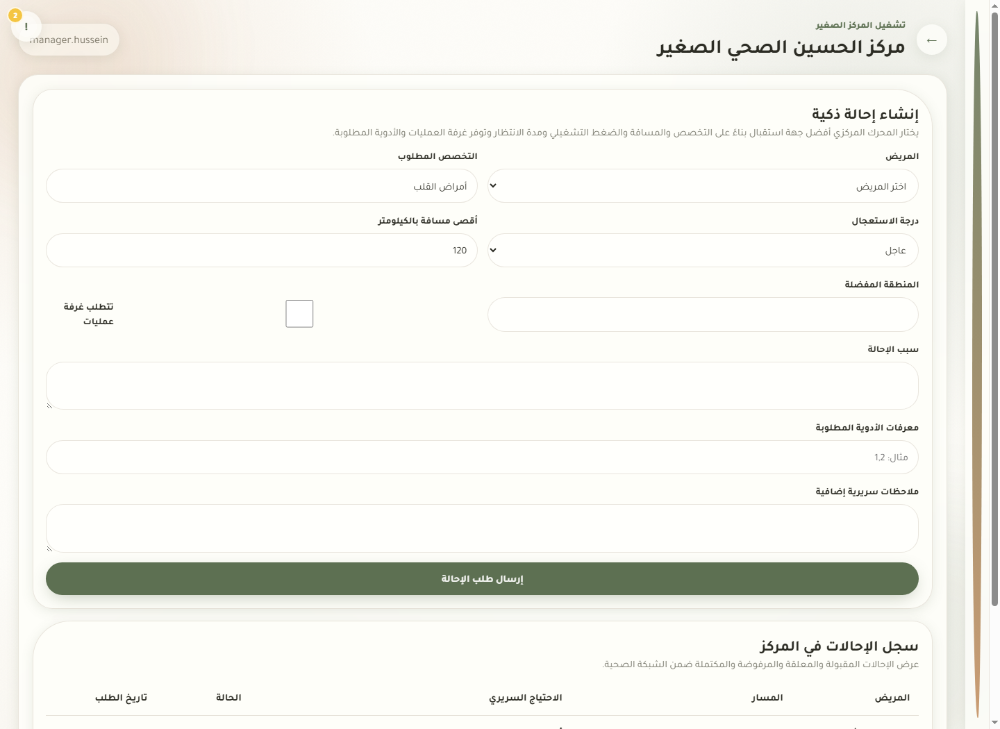 تشغيل المركز الصغير
مركز الحسين الصحي الصغير
←
2
!
manager.hussein
إنشاء إحالة ذكية
يختار المحرك المركزي أفضل جهة استقبال بناءً على التخصص والمسافة والضغط التشغيلي ومدة الانتظار وتوفر غرفة العمليات والأدوية المطلوبة.
المريض
التخصص المطلوب
اختر المريض
أمراض القلب
درجة الاستعجال
أقصى مسافة بالكيلومتر
عاجل
120
المنطقة المفضلة
تتطلب غرفة
عمليات
سبب الإحالة
معرفات الأدوية المطلوبة
مثال: 1,2
ملاحظات سريرية إضافية
إرسال طلب الإحالة
سجل الإحالات في المركز
عرض الإحالات المقبولة والمعلقة والمرفوضة والمكتملة ضمن الشبكة الصحية.
المريض
المسار
الاحتياج السريري
الحالة
تاريخ الطلب